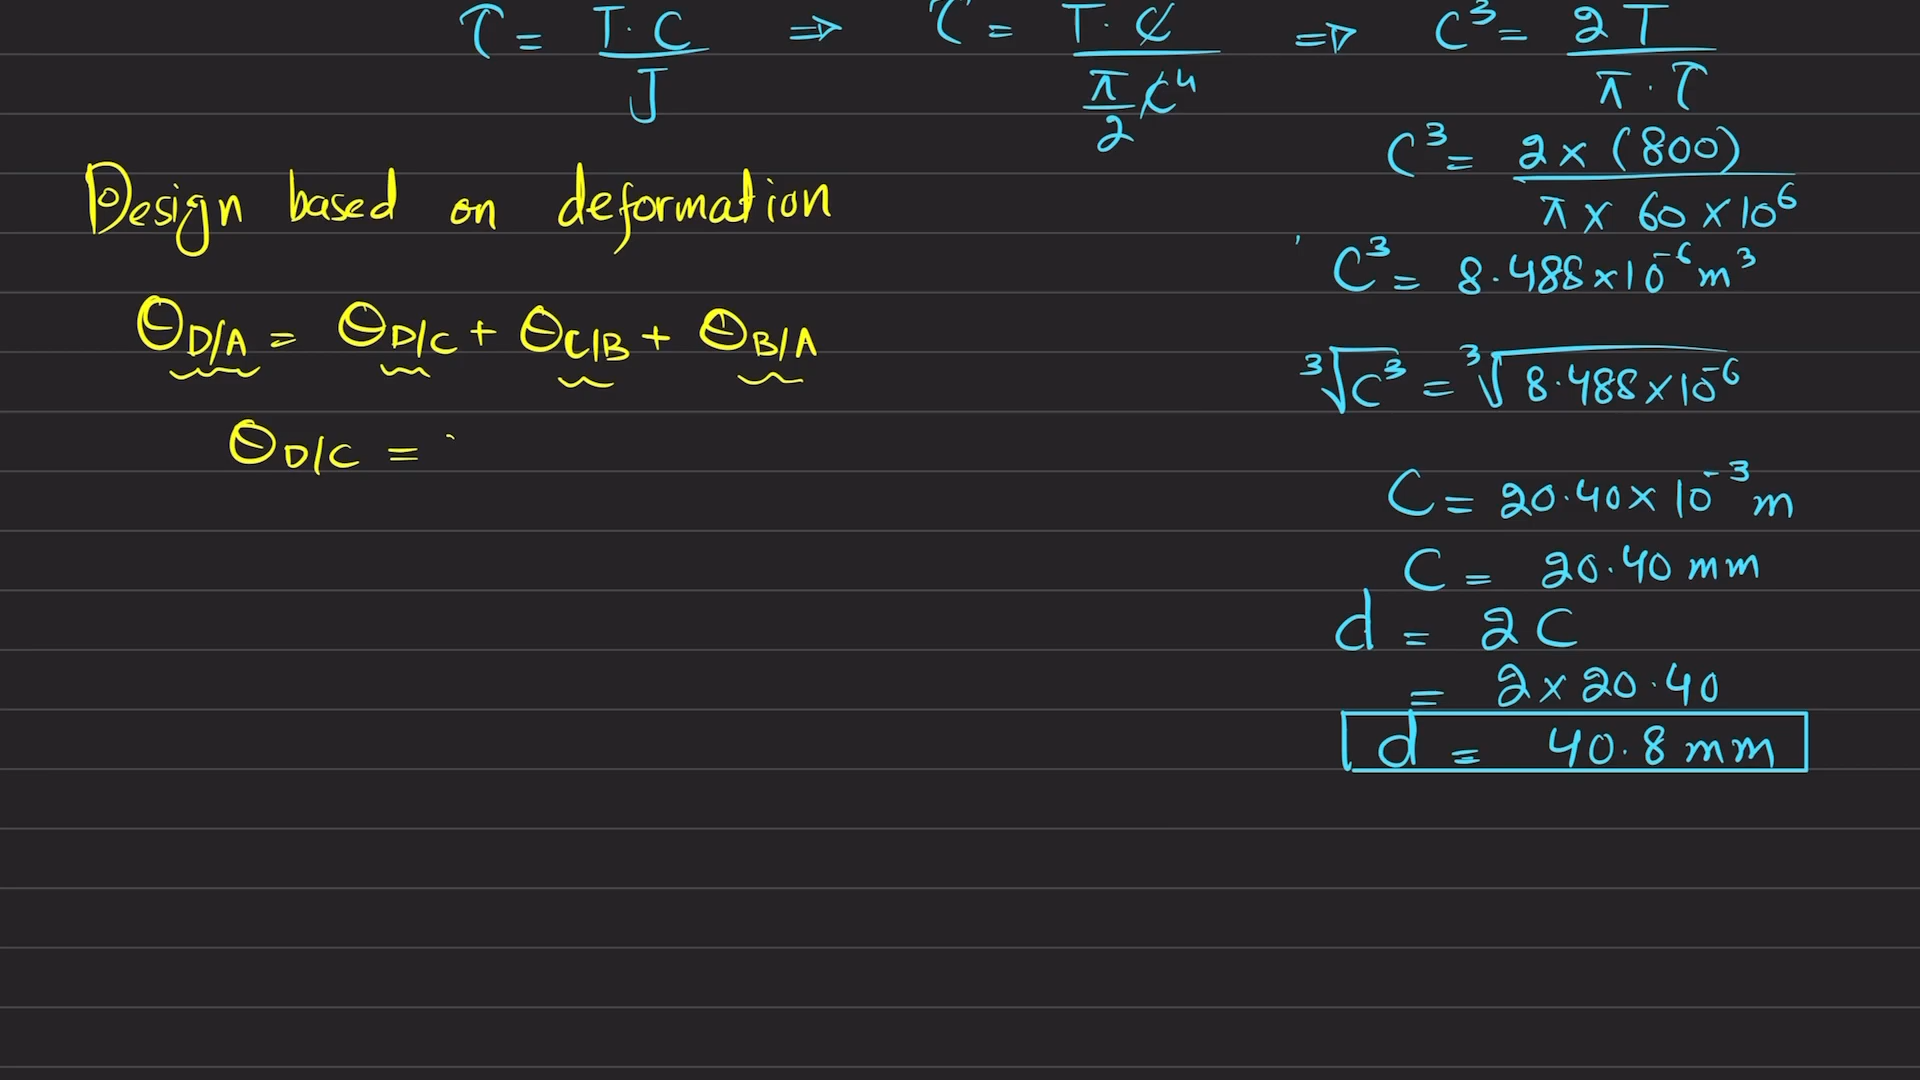 τ = T·C / J ⇒ τ = T·C / (π/2 C⁴) ⇒ C³ = 2T / π·τ
C³ = 2 × (800) / π × 60 × 10⁶
C³ = 8.488 × 10⁻⁶ m³
∛C³ = ∛8.488 × 10⁻⁶
C = 20.40 × 10⁻³ m
C = 20.40 mm
d = 2C
= 2 × 20.40
d = 40.8 mm
Design based on deformation
θD/A = θD/C + θC/B + θB/A
θD/C =